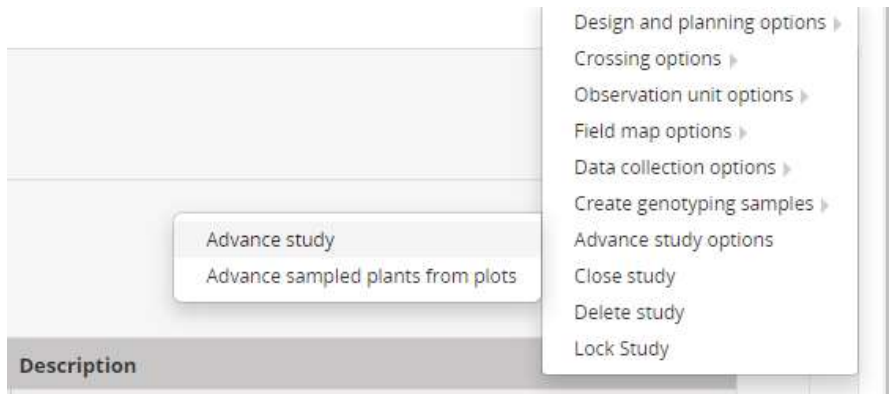 Design and planning options
Crossing options
Observation unit options
Field map options
Data collection options
Create genotyping samples
Advance study options
Close study
Delete study
Lock Study
Advance study
Advance sampled plants from plots
Description